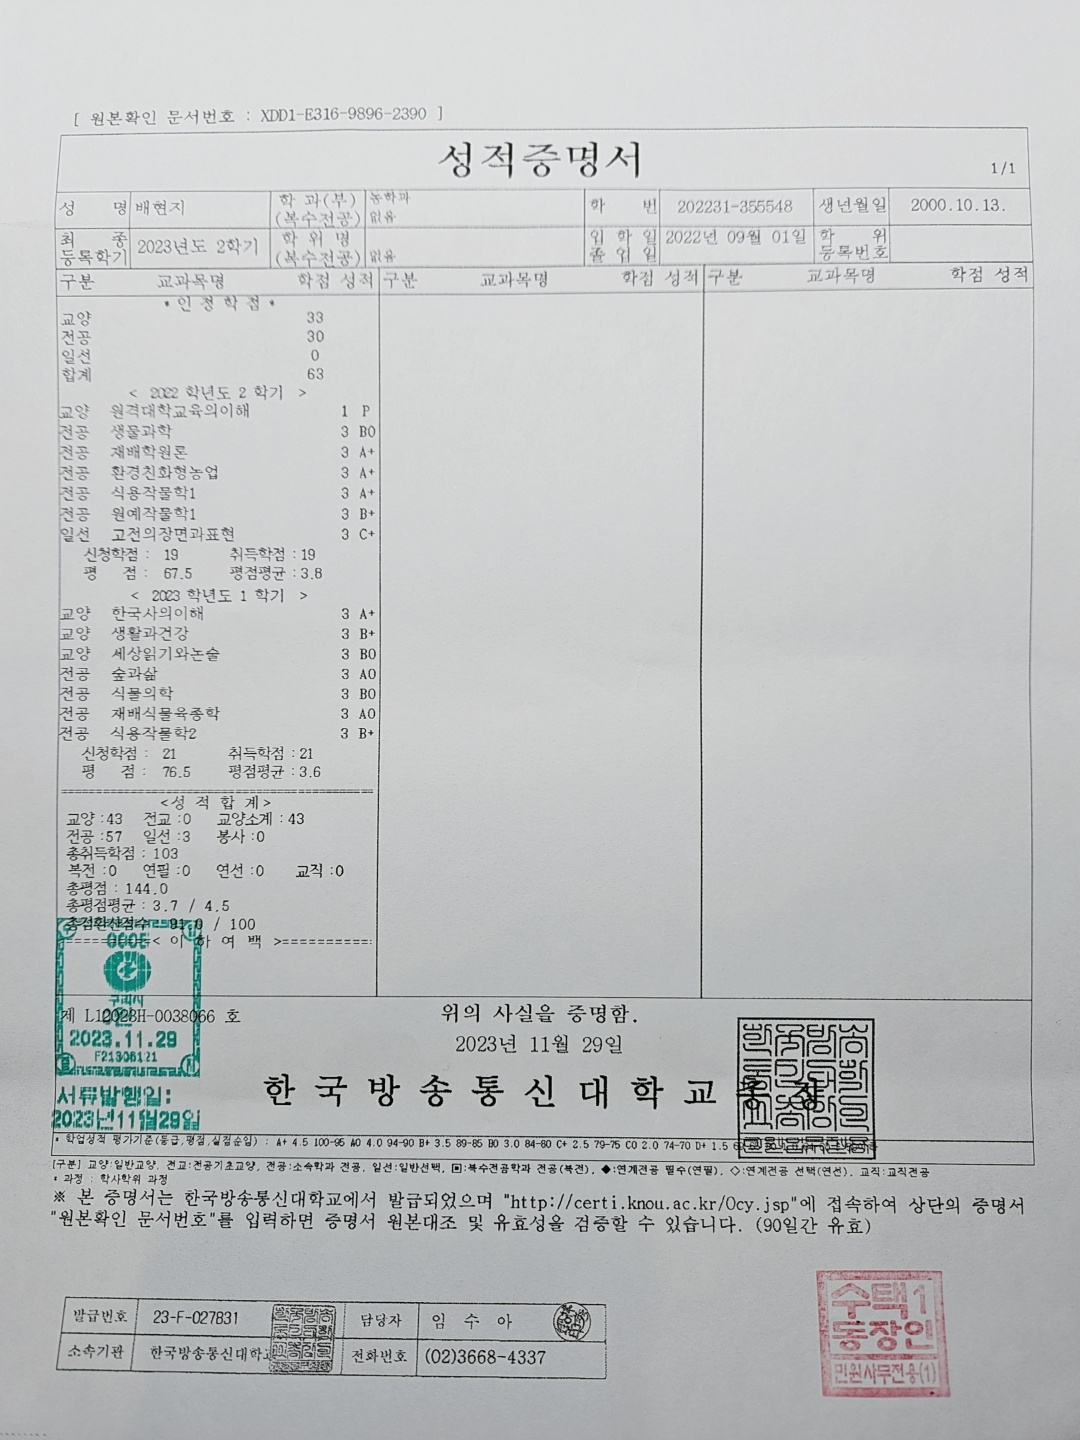 [ 원본확인 문서번호 : XDD1-E316-9896-2390 ]
성적증명서
1/1
성 명 배현지 학 과(부) 농학과 학 번 202231-355548 생년월일 2000.10.13.
(복수전공) 없음
최 종 등록학기 2023년도 2학기 학 위 명 입 학 일 2022년 09월 01일 학 위
(복수전공) 없음 졸 업 일 등록번호
구분 교과목명 학점 성적 구분 교과목명 학점 성적 구분 교과목명 학점 성적
* 인 정 학 점 *
교양 33
전공 30
일선 0
합계 63
< 2022 학년도 2 학기 >
교양 원격대학교육의이해 1 P
전공 생물과학 3 B0
전공 재배학원론 3 A+
전공 환경친화형농업 3 A+
전공 식용작물학1 3 A+
전공 원예작물학1 3 B+
일선 고전의장면과표현 3 C+
신청학점 : 19 취득학점 :19
평 점 : 67.5 평점평균 :3.8
< 2023 학년도 1 학기 >
교양 한국사의이해 3 A+
교양 생활과건강 3 B+
교양 세상읽기와논술 3 B0
전공 숲과삶 3 A0
전공 식물의학 3 B0
전공 재배식물육종학 3 A0
전공 식용작물학2 3 B+
신청학점 : 21 취득학점 :21
평 점 : 76.5 평점평균 :3.6
<성 적 합 계>
교양 :43 전교 :0 교양소계 :43
전공 :57 일선 :3 봉사 :0
총취득학점 : 103
복전 :0 연필 :0 연선 :0 교직 :0
총평점 : 144.0
총평점평균 : 3.7 / 4.5
총점환산점수 : 91.0 / 100
==========< 이 하 여 백 >==========
0005
구리시
제 L12023H-0038066 호
2023.11.29
F21306121
서류발행일:
2023년11월29일
위의 사실을 증명함.
2023년 11월 29일
한국방송통신대학교총장
* 학업성적 평가기준(등급,평점,실점순임) : A+ 4.5 100-95 A0 4.0 94-90 B+ 3.5 89-85 B0 3.0 84-80 C+ 2.5 79-75 C0 2.0 74-70 D+ 1.5
[구분] 교양:일반교양, 전교:전공기초교양, 전공:소속학과 전공, 일선:일반선택, ▣:복수전공학과 전공(복전), ◆:연계전공 필수(연필), ◇:연계전공 선택(연선), 교직:교직전공
* 과정 : 학사학위 과정
※ 본 증명서는 한국방송통신대학교에서 발급되었으며 "http://certi.knou.ac.kr/Ocy.jsp"에 접속하여 상단의 증명서
"원본확인 문서번호"를 입력하면 증명서 원본대조 및 유효성을 검증할 수 있습니다. (90일간 유효)
발급번호 23-F-027831 담당자 임 수 아
소속기관 한국방송통신대학교 전화번호 (02)3668-4337
수택1
동장인
민원사무전용(1)